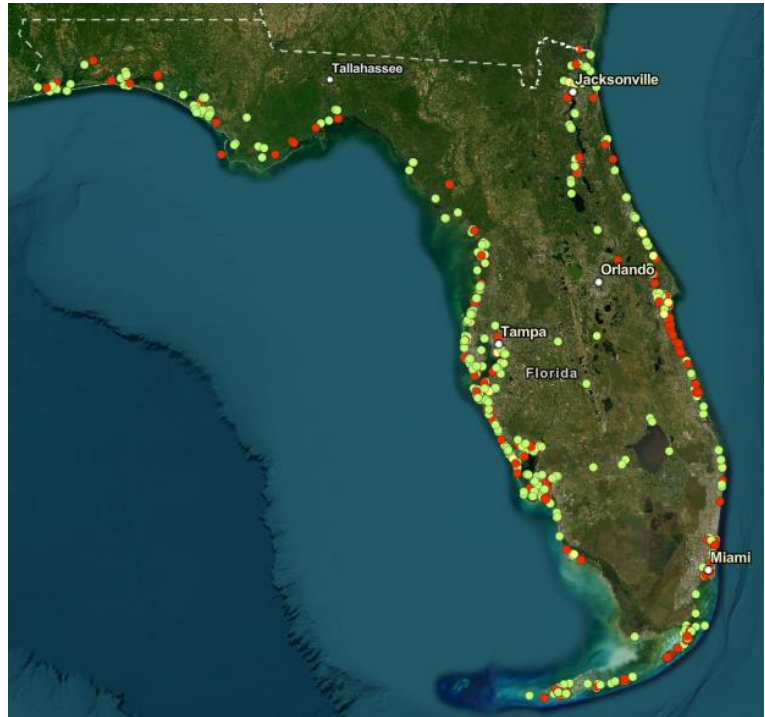 Tallahassee
Jacksonville
Orlando
Tampa
Florida
Miami